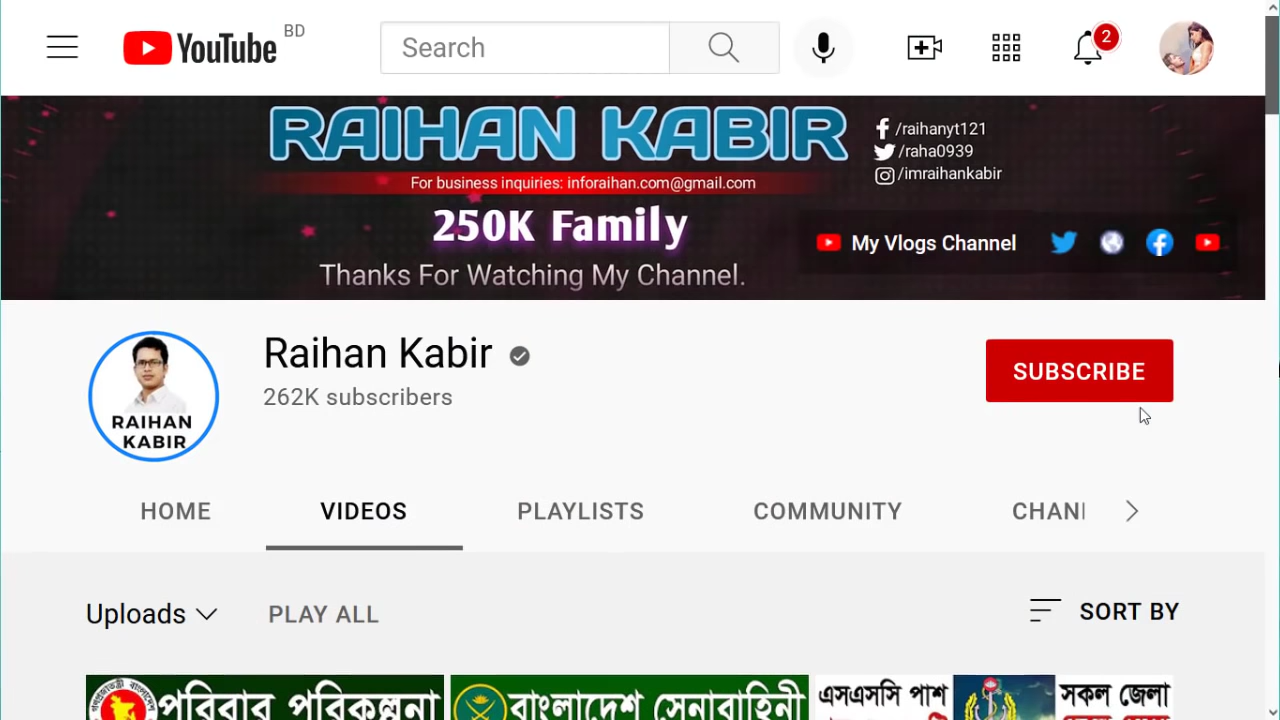 YouTube BD
Search
2
RAIHAN KABIR
For business inquiries: inforaihan.com@gmail.com
250K Family
Thanks For Watching My Channel.
/raihanyt121
/raha0939
/imraihankabir
My Vlogs Channel
RAIHAN
KABIR
Raihan Kabir
262K subscribers
SUBSCRIBE
HOME VIDEOS PLAYLISTS COMMUNITY CHAN
Uploads PLAY ALL SORT BY
পরিবার পরিকল্পনা বাংলাদেশ সেনাবাহিনী এসএসসি পাশ সকল জেলা